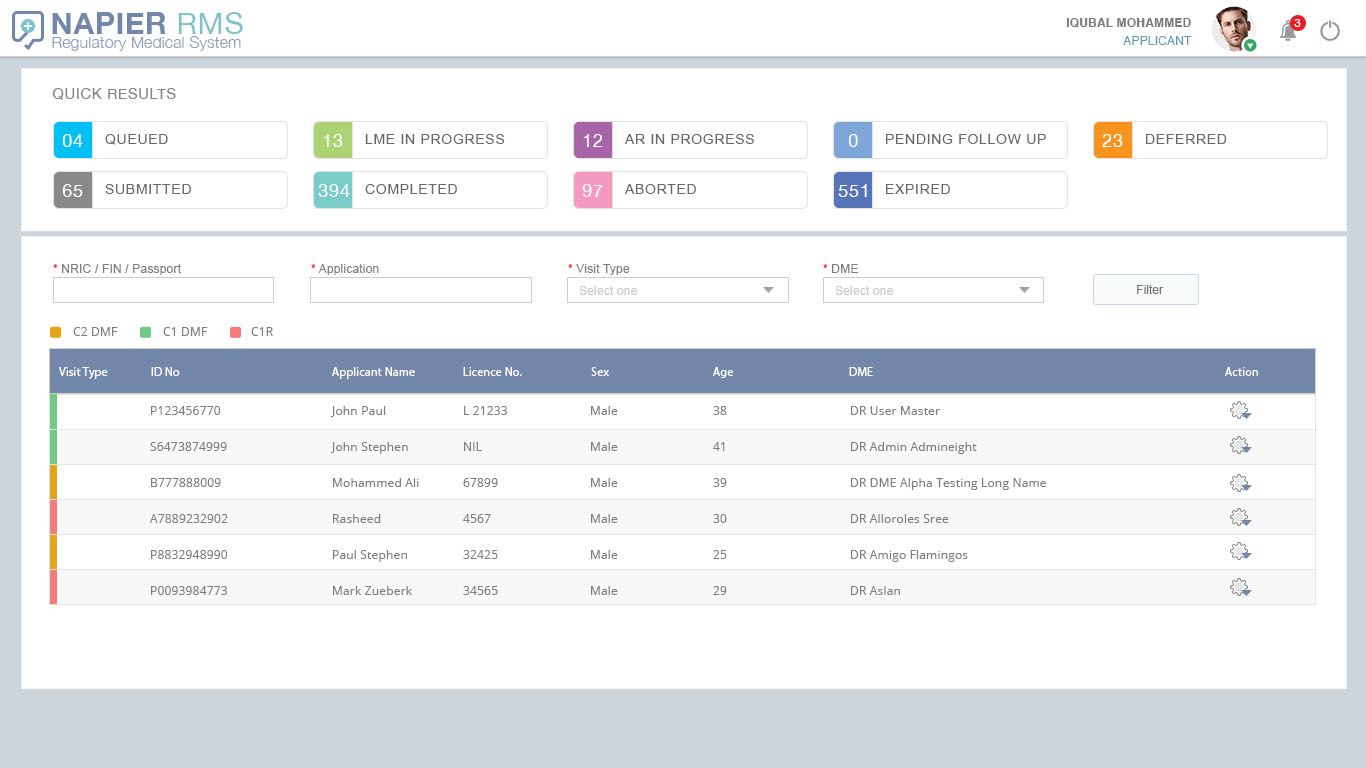 NAPIER RMS
Regulatory Medical System
IQUBAL MOHAMMED
APPLICANT
3
QUICK RESULTS
04 QUEUED
13 LME IN PROGRESS
12 AR IN PROGRESS
0 PENDING FOLLOW UP
23 DEFERRED
65 SUBMITTED
394 COMPLETED
97 ABORTED
551 EXPIRED
* NRIC / FIN / Passport
* Application
* Visit Type
* DME
Select one
Select one
Filter
C2 DMF C1 DMF C1R
Visit Type ID No Applicant Name Licence No. Sex Age DME Action
P123456770 John Paul L 21233 Male 38 DR User Master
S6473874999 John Stephen NIL Male 41 DR Admin Admineight
B777888009 Mohammed Ali 67899 Male 39 DR DME Alpha Testing Long Name
A7889232902 Rasheed 4567 Male 30 DR Alloroles Sree
P8832948990 Paul Stephen 32425 Male 25 DR Amigo Flamingos
P0093984773 Mark Zueberk 34565 Male 29 DR Aslan